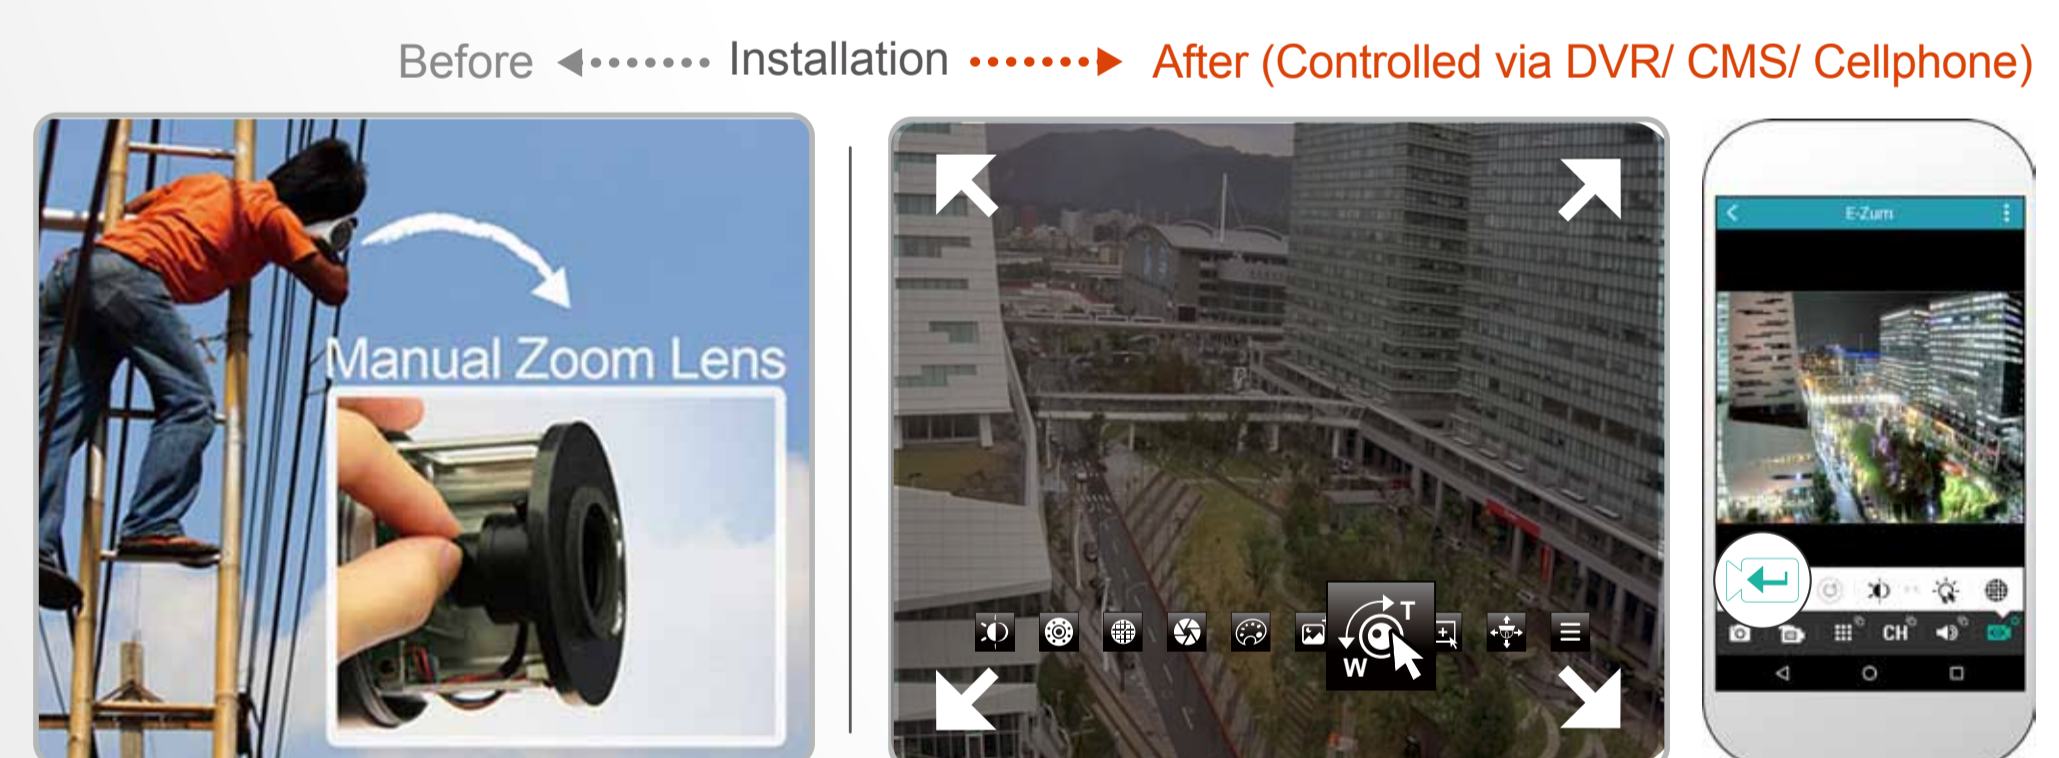 Before Installation After (Controlled via DVR/ CMS/ Cellphone)
Manual Zoom Lens
T
W
E-Zum
CH